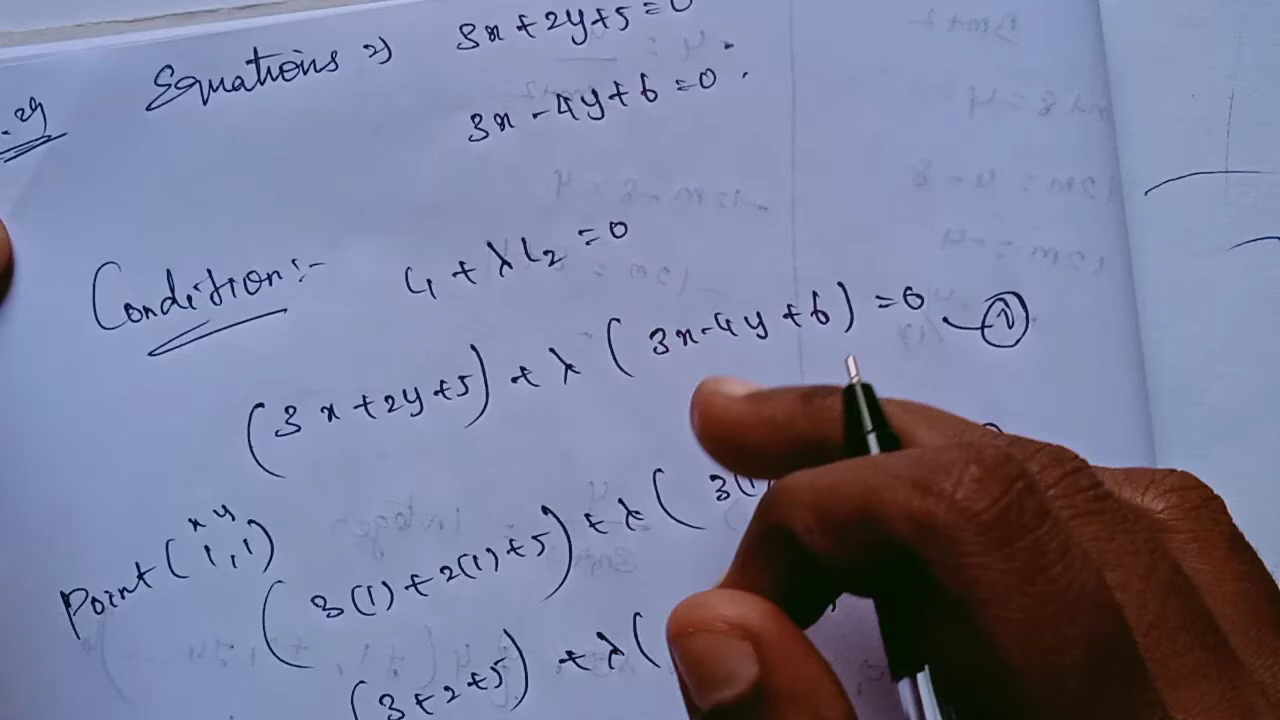 3x + 2y + 5 = 0
Equations ⇒
3x - 4y + 6 = 0.
Condition:-
L1 + λL2 = 0
(3x + 2y + 5) + λ (3x - 4y + 6) = 0 — ①
x y
Point (1,1)
(3(1) + 2(1) + 5) + λ ( 3(1)
(3 + 2 + 5) + λ (